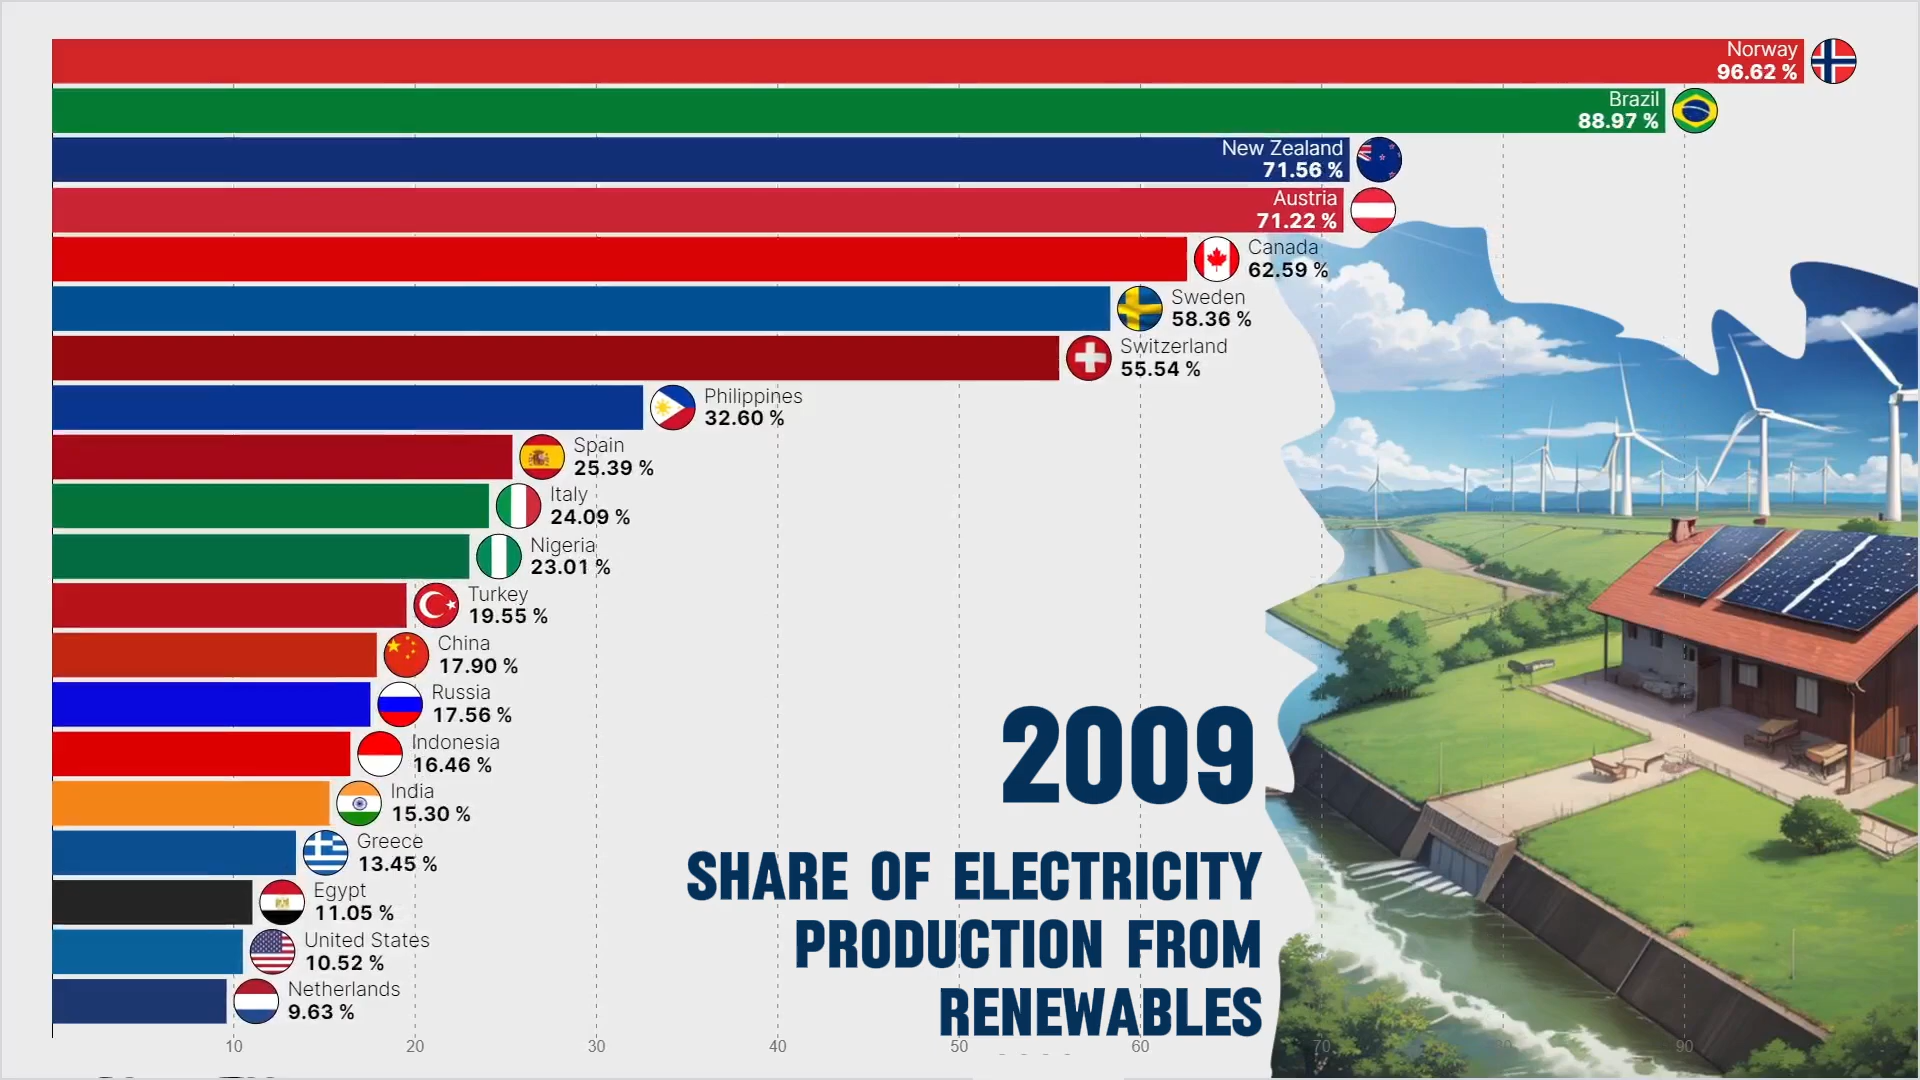 Norway
96.62 %
Brazil
88.97 %
New Zealand
71.56 %
Austria
71.22 %
Canada
62.59 %
Sweden
58.36 %
Switzerland
55.54 %
Philippines
32.60 %
Spain
25.39 %
Italy
24.09 %
Nigeria
23.01 %
Turkey
19.55 %
China
17.90 %
Russia
17.56 %
Indonesia
16.46 %
India
15.30 %
Greece
13.45 %
Egypt
11.05 %
United States
10.52 %
Netherlands
9.63 %
2009
SHARE OF ELECTRICITY
PRODUCTION FROM
RENEWABLES
10 20 30 40 50 60 70 80 90